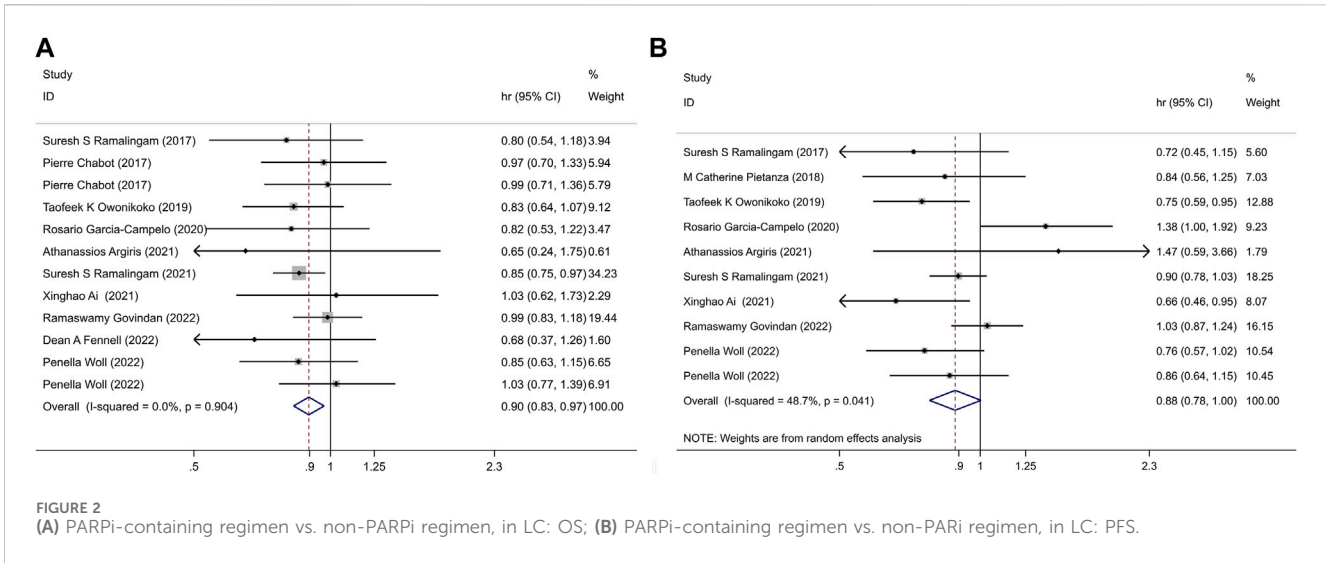 A
Study %
ID hr (95% CI) Weight
Suresh S Ramalingam (2017) 0.80 (0.54, 1.18) 3.94
Pierre Chabot (2017) 0.97 (0.70, 1.33) 5.94
Pierre Chabot (2017) 0.99 (0.71, 1.36) 5.79
Taofeek K Owonikoko (2019) 0.83 (0.64, 1.07) 9.12
Rosario Garcia-Campelo (2020) 0.82 (0.53, 1.22) 3.47
Athanassios Argiris (2021) 0.65 (0.24, 1.75) 0.61
Suresh S Ramalingam (2021) 0.85 (0.75, 0.97) 34.23
Xinghao Ai (2021) 1.03 (0.62, 1.73) 2.29
Ramaswamy Govindan (2022) 0.99 (0.83, 1.18) 19.44
Dean A Fennell (2022) 0.68 (0.37, 1.26) 1.60
Penella Woll (2022) 0.85 (0.63, 1.15) 6.65
Penella Woll (2022) 1.03 (0.77, 1.39) 6.91
Overall (I-squared = 0.0%, p = 0.904) 0.90 (0.83, 0.97) 100.00
.5 .9 1 1.25 2.3
B
Study %
ID hr (95% CI) Weight
Suresh S Ramalingam (2017) 0.72 (0.45, 1.15) 5.60
M Catherine Pietanza (2018) 0.84 (0.56, 1.25) 7.03
Taofeek K Owonikoko (2019) 0.75 (0.59, 0.95) 12.88
Rosario Garcia-Campelo (2020) 1.38 (1.00, 1.92) 9.23
Athanassios Argiris (2021) 1.47 (0.59, 3.66) 1.79
Suresh S Ramalingam (2021) 0.90 (0.78, 1.03) 18.25
Xinghao Ai (2021) 0.66 (0.46, 0.95) 8.07
Ramaswamy Govindan (2022) 1.03 (0.87, 1.24) 16.15
Penella Woll (2022) 0.76 (0.57, 1.02) 10.54
Penella Woll (2022) 0.86 (0.64, 1.15) 10.45
Overall (I-squared = 48.7%, p = 0.041) 0.88 (0.78, 1.00) 100.00
NOTE: Weights are from random effects analysis
.5 .9 1 1.25 2.3
FIGURE 2
(A) PARPi-containing regimen vs. non-PARPi regimen, in LC: OS; (B) PARPi-containing regimen vs. non-PARi regimen, in LC: PFS.